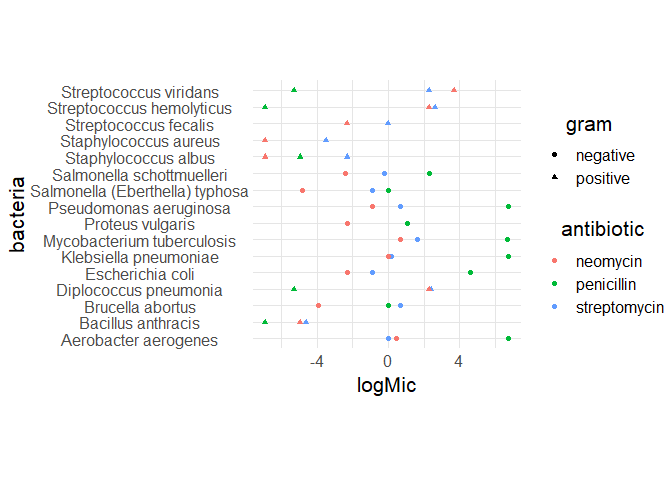 Streptococcus viridans
Streptococcus hemolyticus
Streptococcus fecalis
Staphylococcus aureus
Staphylococcus albus
Salmonella schottmuelleri
Salmonella (Eberthella) typhosa
Pseudomonas aeruginosa
Proteus vulgaris
Mycobacterium tuberculosis
Klebsiella pneumoniae
Escherichia coli
Diplococcus pneumonia
Brucella abortus
Bacillus anthracis
Aerobacter aerogenes
bacteria
-4 0 4
logMic
gram
negative
positive
antibiotic
neomycin
penicillin
streptomycin